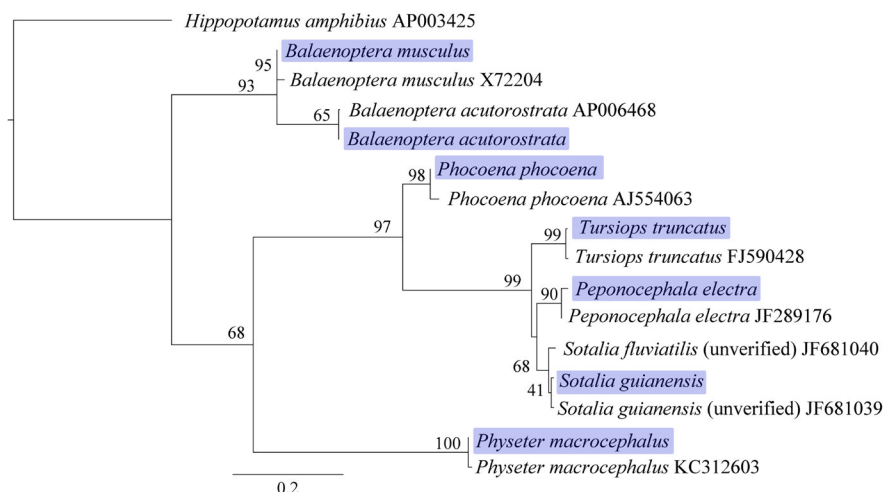 Hippopotamus amphibius AP003425
Balaenoptera musculus
95
Balaenoptera musculus X72204
93
Balaenoptera acutorostrata AP006468
65
Balaenoptera acutorostrata
Phocoena phocoena
98
Phocoena phocoena AJ554063
97
Tursiops truncatus
99
Tursiops truncatus FJ590428
99
Peponocephala electra
90
Peponocephala electra JF289176
68
Sotalia fluviatilis (unverified) JF681040
68
Sotalia guianensis
41
Sotalia guianensis (unverified) JF681039
Physeter macrocephalus
100
Physeter macrocephalus KC312603
0.2